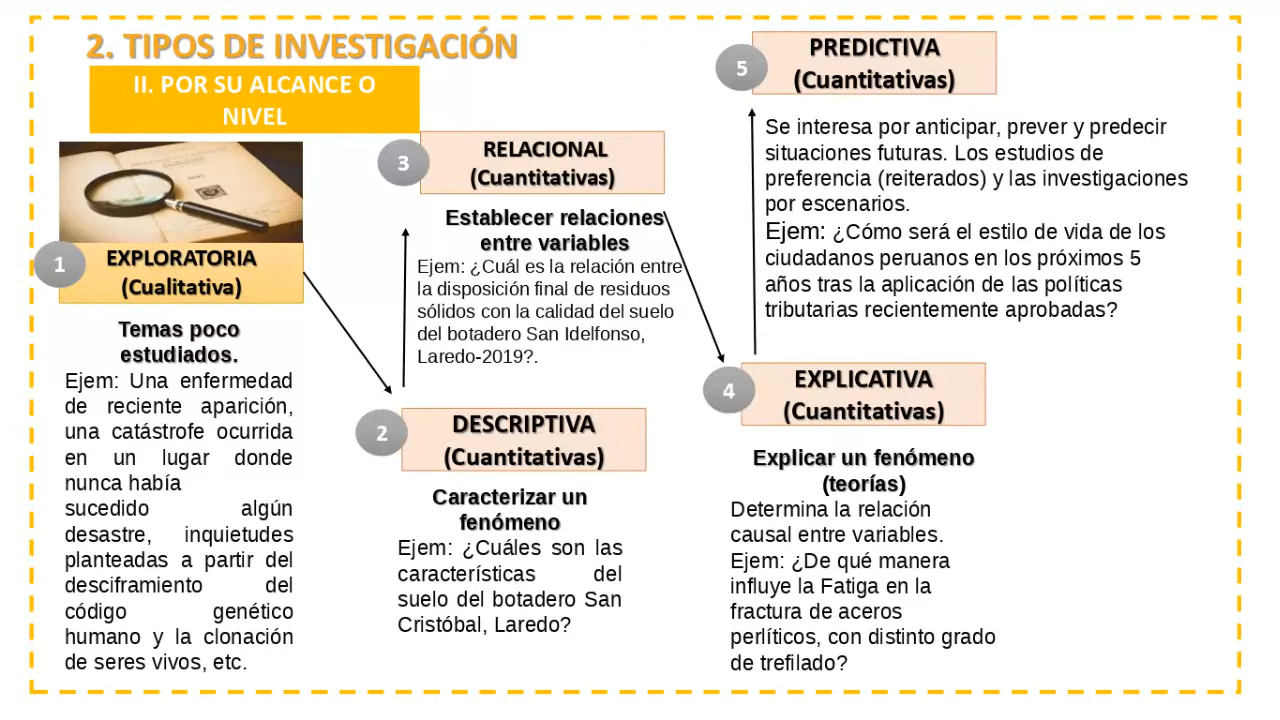 2. TIPOS DE INVESTIGACIÓN
II. POR SU ALCANCE O
NIVEL
1
EXPLORATORIA
(Cualitativa)
Temas poco
estudiados.
Ejem: Una enfermedad
de reciente aparición,
una catástrofe ocurrida
en un lugar donde
nunca había
sucedido algún
desastre, inquietudes
planteadas a partir del
desciframiento del
código genético
humano y la clonación
de seres vivos, etc.
2
DESCRIPTIVA
(Cuantitativas)
Caracterizar un
fenómeno
Ejem: ¿Cuáles son las
características del
suelo del botadero San
Cristóbal, Laredo?
3
RELACIONAL
(Cuantitativas)
Establecer relaciones
entre variables
Ejem: ¿Cuál es la relación entre
la disposición final de residuos
sólidos con la calidad del suelo
del botadero San Idelfonso,
Laredo-2019?.
4
EXPLICATIVA
(Cuantitativas)
Explicar un fenómeno
(teorías)
Determina la relación
causal entre variables.
Ejem: ¿De qué manera
influye la Fatiga en la
fractura de aceros
perlíticos, con distinto grado
de trefilado?
5
PREDICTIVA
(Cuantitativas)
Se interesa por anticipar, prever y predecir
situaciones futuras. Los estudios de
preferencia (reiterados) y las investigaciones
por escenarios.
Ejem: ¿Cómo será el estilo de vida de los
ciudadanos peruanos en los próximos 5
años tras la aplicación de las políticas
tributarias recientemente aprobadas?